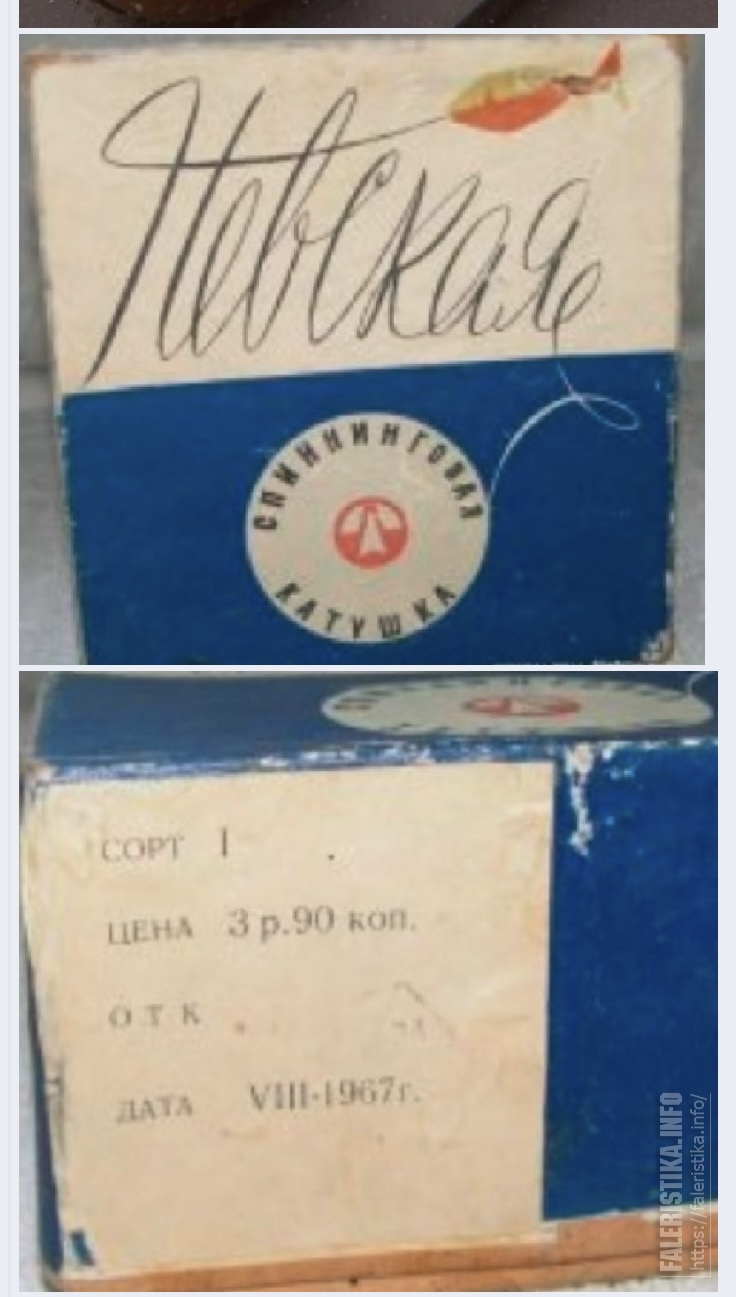 Невская
СПИННИНГОВАЯ
КАТУШКА
СОРТ I
ЦЕНА 3 р.90 коп.
О Т К
ДАТА VIII-1967г.
FALERISTIKA.INFO
https://faleristika.info/